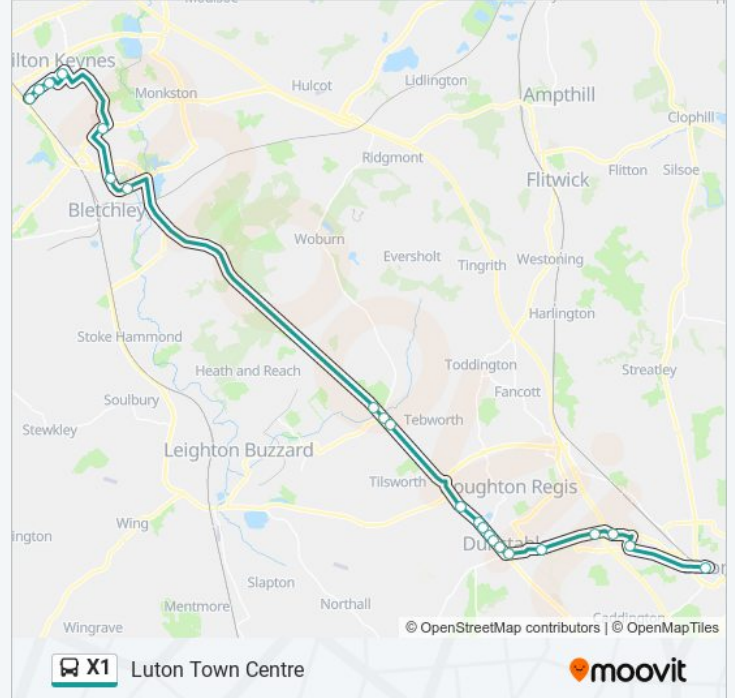 ilton Keynes
Monkston
Hulcot
Lidlington
Ampthill
Clophill
Ridgmont
Flitwick
Flitton
Silsoe
Bletchley
Woburn
Eversholt
Tingrith
Westoning
Harlington
Stoke Hammond
Toddington
Heath and Reach
Streatley
Fancott
Soulbury
Tebworth
Stewkley
Leighton Buzzard
Tilsworth
oughton Regis
ington
Wing
Slapton
Mentmore
Northall
Wingrave
© OpenStreetMap contributors | © OpenMapTiles
X1 Luton Town Centre
moovit